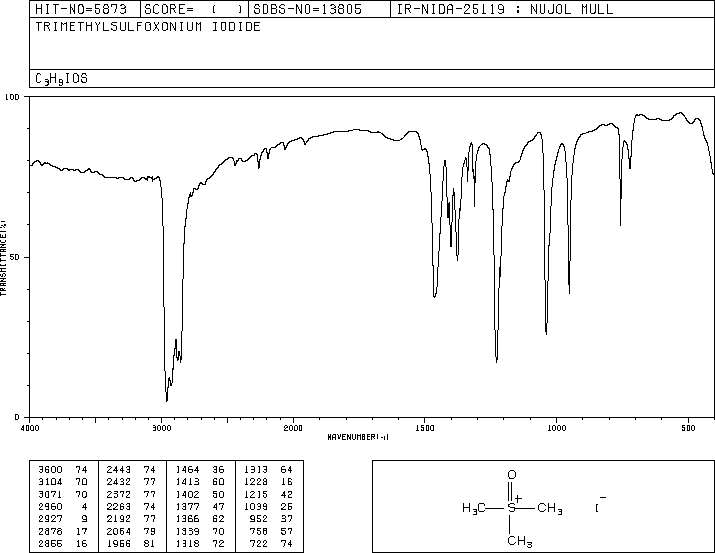 HIT-NO=5873 SCORE= ( ) SDBS-NO=13805 IR-NIDA-25119 : NUJOL MULL
TRIMETHYLSULFOXONIUM IODIDE
C3H9IOS
100
50
0
TRANSMITTANCE(%)
4000 3000 2000 1500 1000 500
WAVENUMBER(-1)
3600 74 2443 74 1464 36 1313 64
3104 70 2432 77 1413 60 1228 16
3071 70 2372 77 1402 50 1215 42
2960 4 2263 74 1377 47 1039 26
2927 9 2192 77 1366 62 952 37
2878 17 2064 79 1339 70 758 57
2855 16 1966 81 1318 72 722 74
O
H3C S+ CH3 I−
CH3